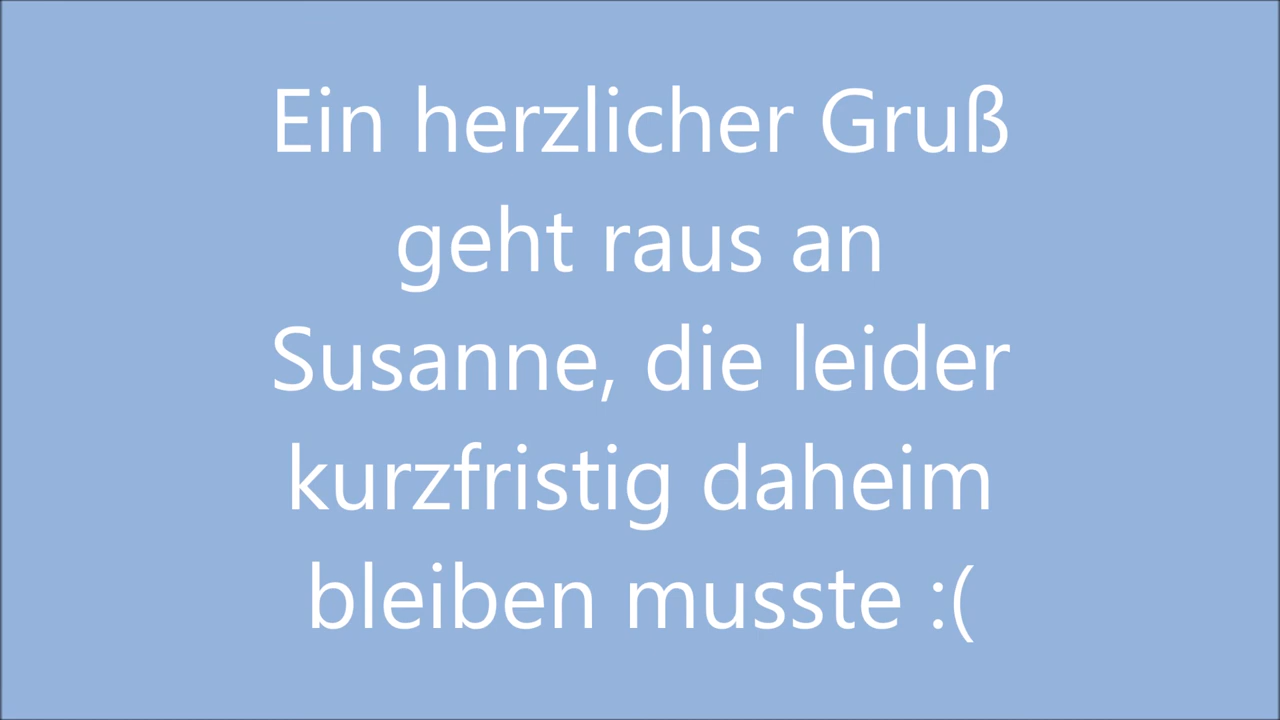 Ein herzlicher Gruß
geht raus an
Susanne, die leider
kurzfristig daheim
bleiben musste :(